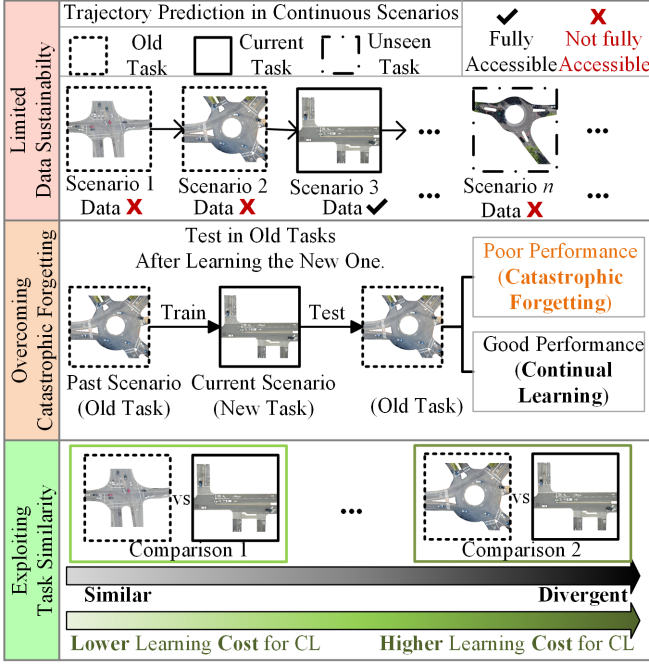 Trajectory Prediction in Continuous Scenarios
Old
Task
Current
Task
Unseen
Task
✔
Fully
Accessible
X
Not fully
Accessible
Limited
Data Sustainabilty
...
...
Scenario 1
Data X
Scenario 2
Data X
Scenario 3
Data ✔
...
Scenario n
Data X
...
Overcoming
Catastrophic Forgetting
Test in Old Tasks
After Learning the New One.
Train
Test
Past Scenario
(Old Task)
Current Scenario
(New Task)
(Old Task)
Poor Performance
(Catastrophic
Forgetting)
Good Performance
(Continual
Learning)
Exploiting
Task Similarity
vs
Comparison 1
...
vs
Comparison 2
Similar
Divergent
Lower Learning Cost for CL
Higher Learning Cost for CL